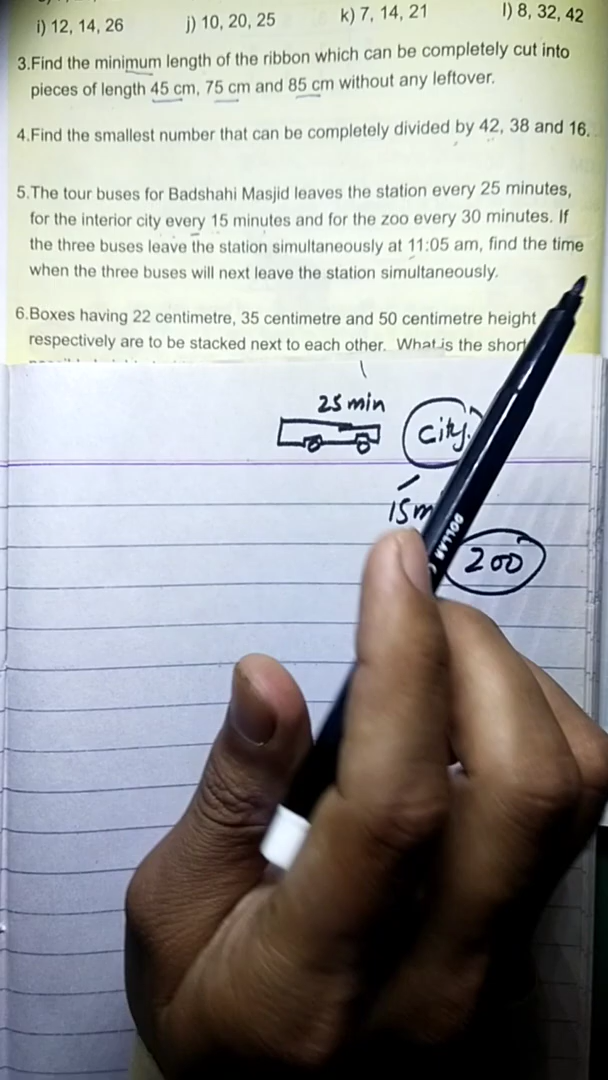 i) 12, 14, 26 j) 10, 20, 25 k) 7, 14, 21 l) 8, 32, 42
3.Find the minimum length of the ribbon which can be completely cut into
pieces of length 45 cm, 75 cm and 85 cm without any leftover.
4.Find the smallest number that can be completely divided by 42, 38 and 16.
5.The tour buses for Badshahi Masjid leaves the station every 25 minutes,
for the interior city every 15 minutes and for the zoo every 30 minutes. If
the three buses leave the station simultaneously at 11:05 am, find the time
when the three buses will next leave the station simultaneously.
6.Boxes having 22 centimetre, 35 centimetre and 50 centimetre height
respectively are to be stacked next to each other. What is the
25 min
city
15
zoo
DOLLAR